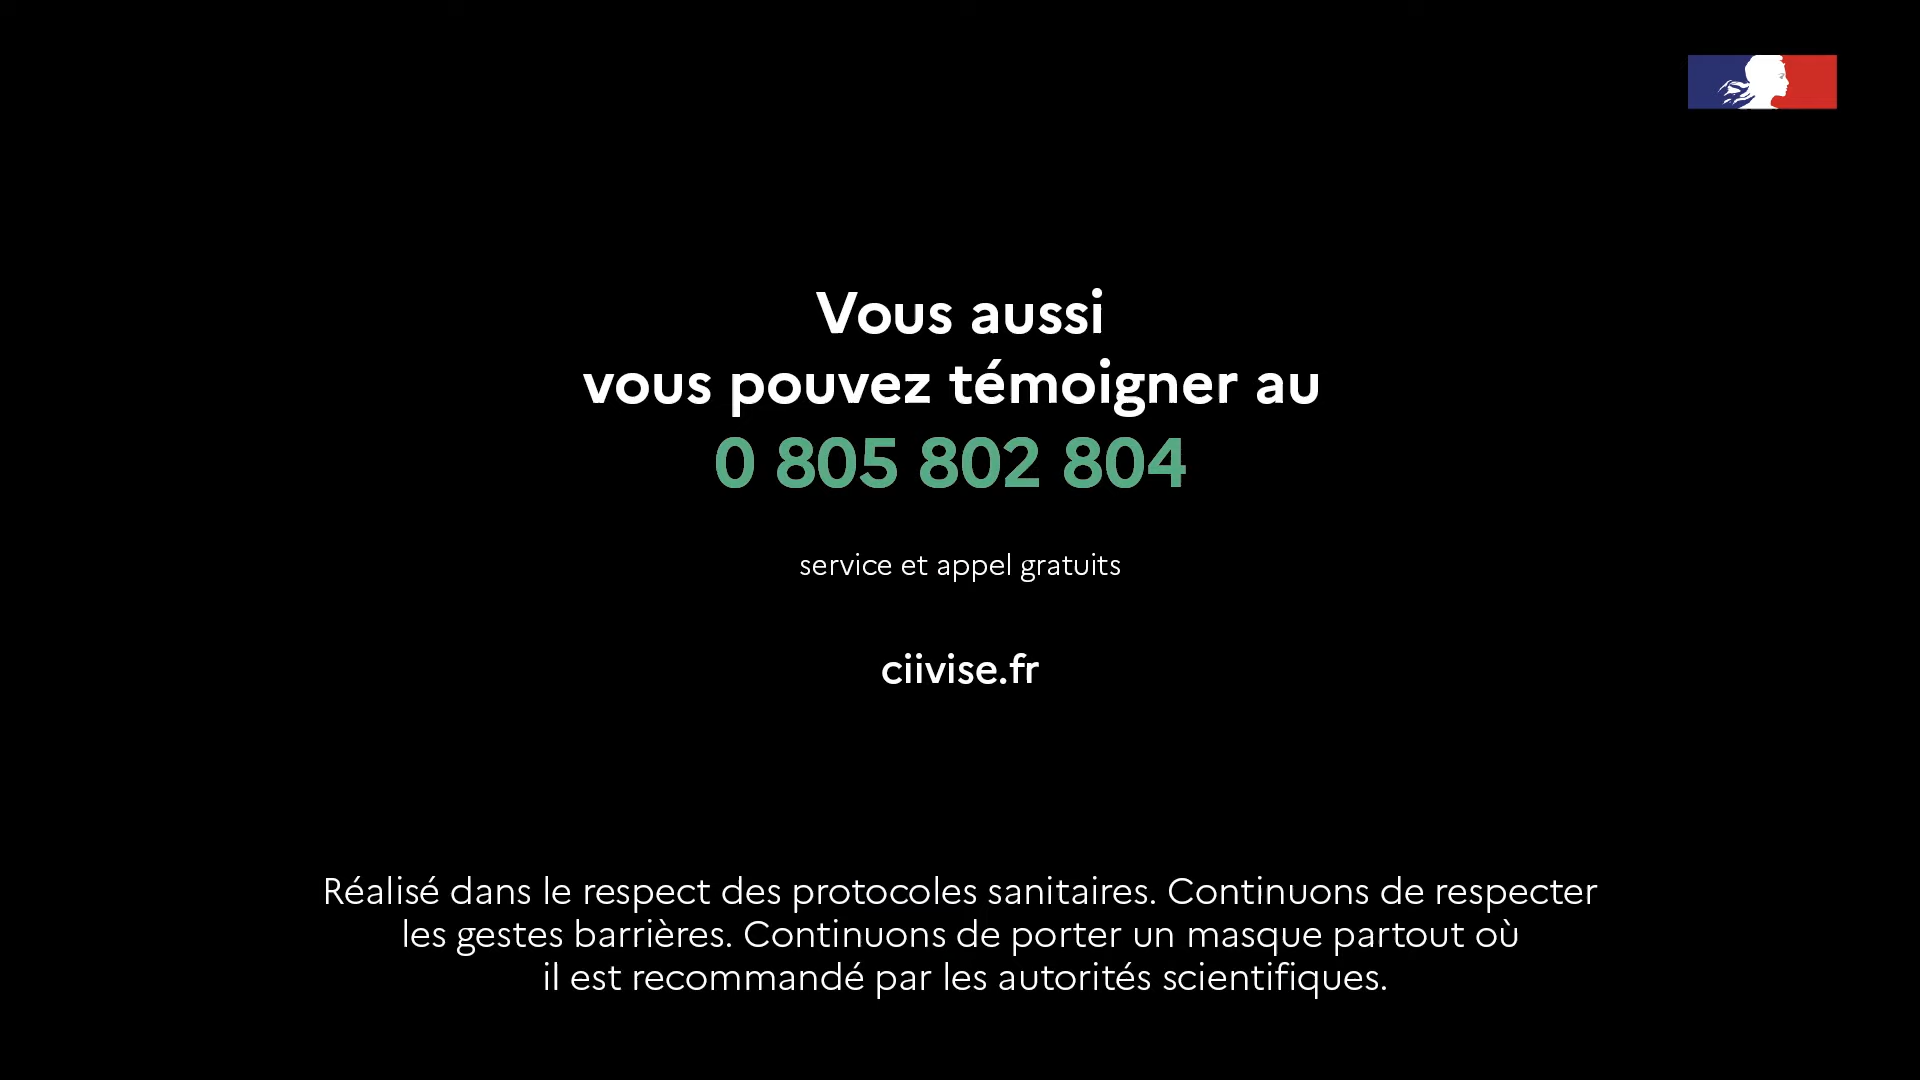 Vous aussi
vous pouvez témoigner au
0 805 802 804
service et appel gratuits
ciivise.fr
Réalisé dans le respect des protocoles sanitaires. Continuons de respecter
les gestes barrières. Continuons de porter un masque partout où
il est recommandé par les autorités scientifiques.